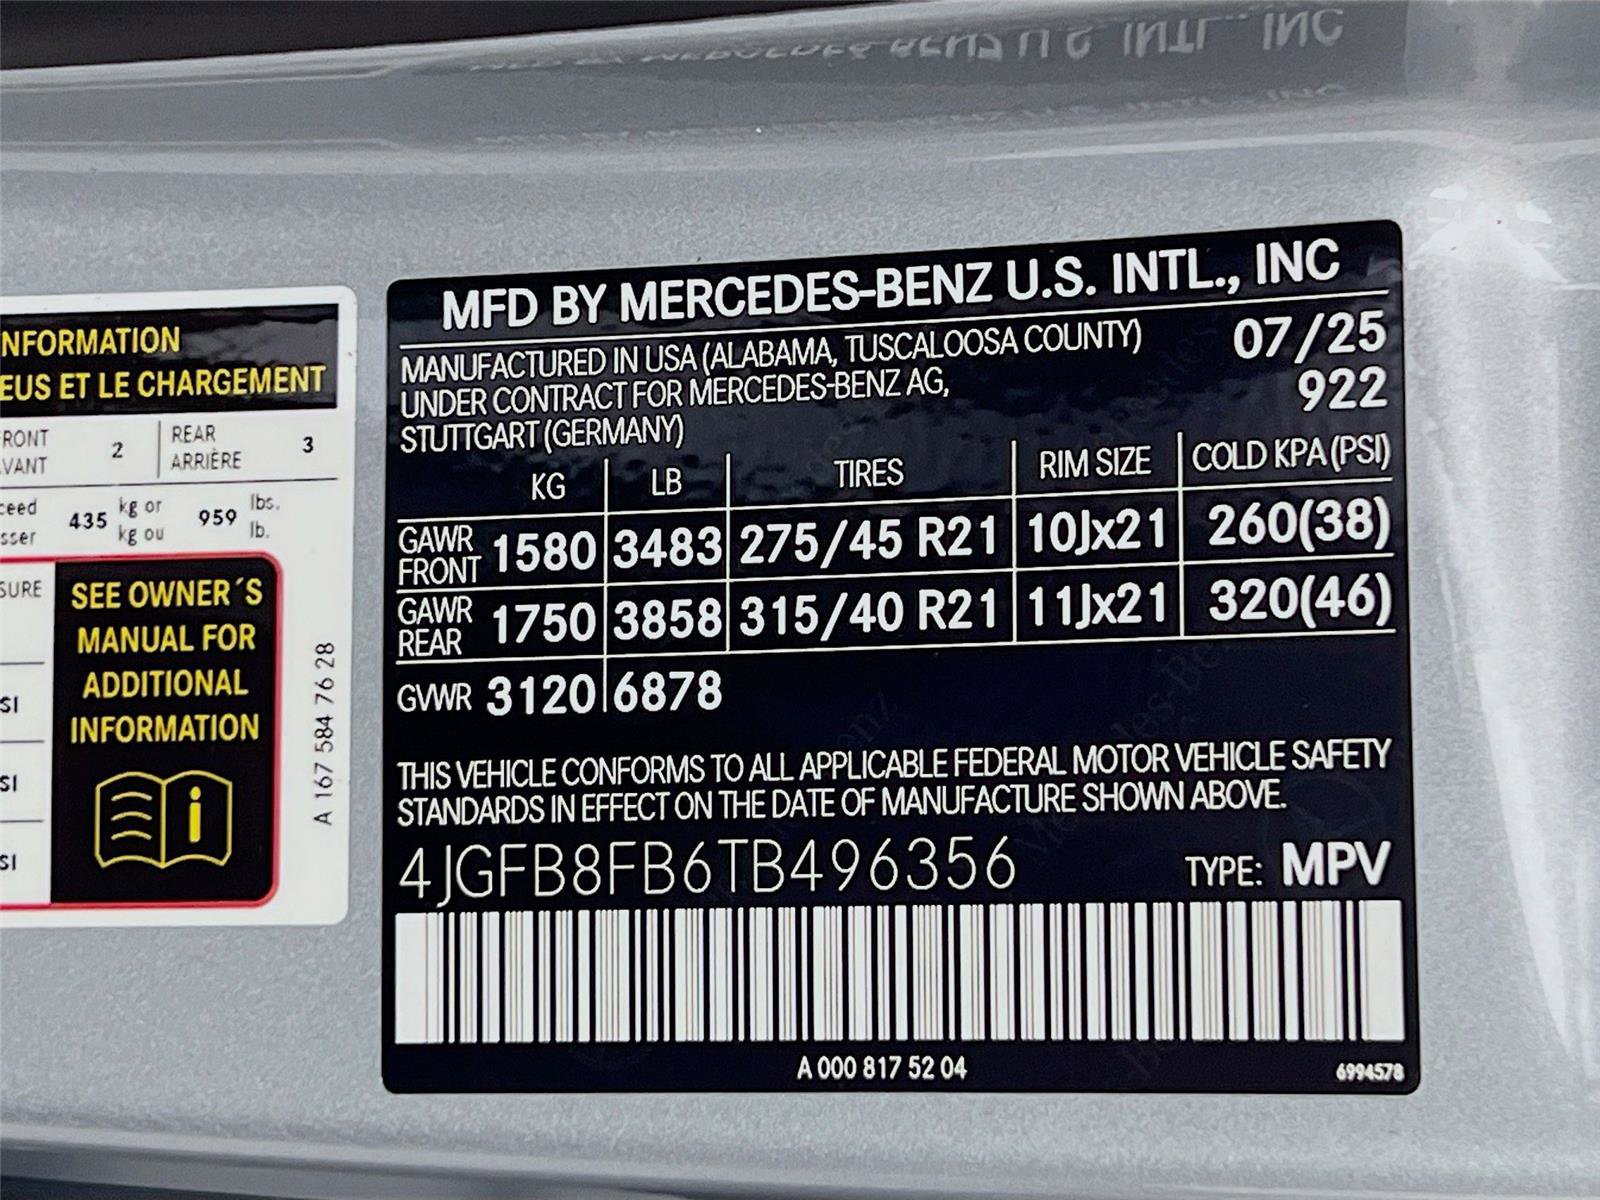 NFORMATION
EUS ET LE CHARGEMENT
RONT
VANT
2
REAR
ARRIÈRE
3
ceed
sser
435
kg or
kg ou
959
lbs.
lb.
SURE
SI
SI
SI
SEE OWNER´S
MANUAL FOR
ADDITIONAL
INFORMATION
i
A 167 584 76 28
MFD BY MERCEDES-BENZ U.S. INTL., INC
MANUFACTURED IN USA (ALABAMA, TUSCALOOSA COUNTY) 07/25
UNDER CONTRACT FOR MERCEDES-BENZ AG, 922
STUTTGART (GERMANY)
KG LB TIRES RIM SIZE COLD KPA (PSI)
GAWR FRONT 1580 3483 275/45 R21 10Jx21 260(38)
GAWR REAR 1750 3858 315/40 R21 11Jx21 320(46)
GVWR 3120 6878
THIS VEHICLE CONFORMS TO ALL APPLICABLE FEDERAL MOTOR VEHICLE SAFETY
STANDARDS IN EFFECT ON THE DATE OF MANUFACTURE SHOWN ABOVE.
4JGFB8FB6TB496356 TYPE: MPV
A 000 817 52 04 6994578